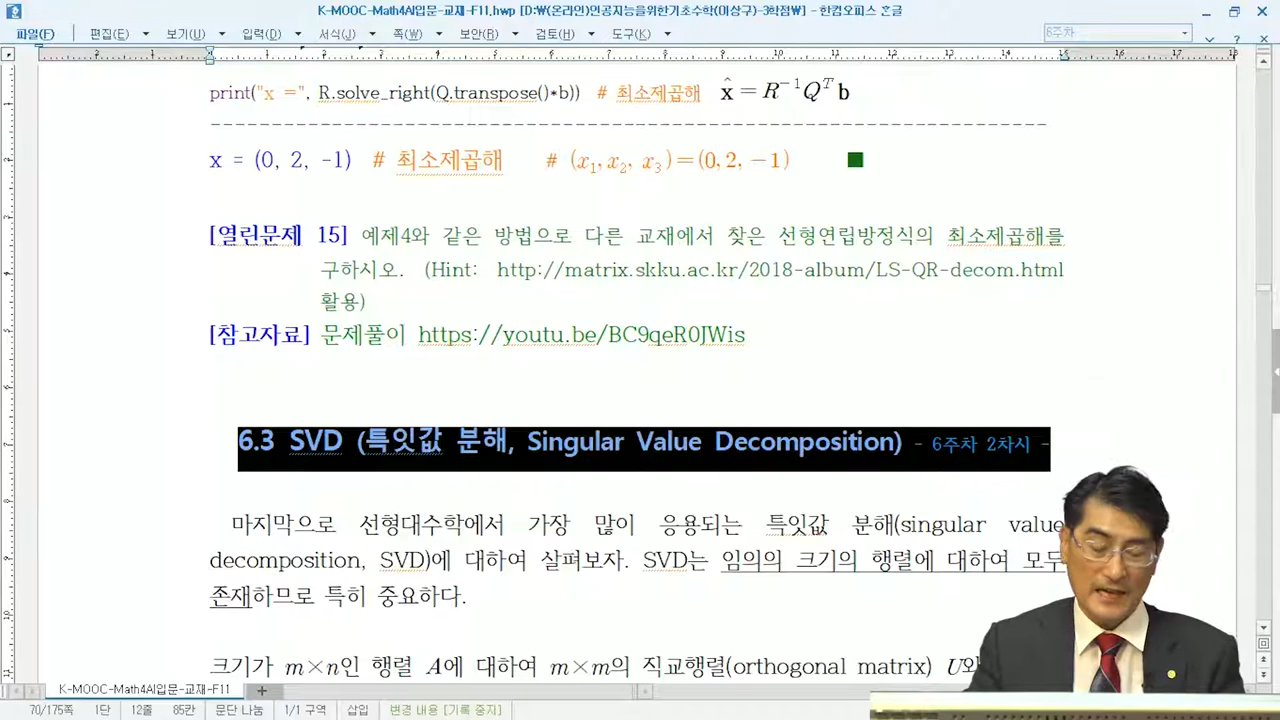 K-MOOC-Math4AI입문-교재-F11.hwp [D:\(온라인)인공지능을위한기초수학(이상구)-3학점\] - 한컴오피스 한글
파일(F) 편집(E) 보기(U) 입력(D) 서식(J) 쪽(W) 보안(B) 검토(H) 도구(K) 6주차
print("x =", R.solve_right(Q.transpose()*b)) # 최소제곱해 x̂ = R⁻¹Qᵀb
x = (0, 2, -1) # 최소제곱해 # (x₁, x₂, x₃) = (0, 2, −1) ■
[열린문제 15] 예제4와 같은 방법으로 다른 교재에서 찾은 선형연립방정식의 최소제곱해를
구하시오. (Hint: http://matrix.skku.ac.kr/2018-album/LS-QR-decom.html
활용)
[참고자료] 문제풀이 https://youtu.be/BC9qeR0JWis
6.3 SVD (특잇값 분해, Singular Value Decomposition) - 6주차 2차시 -
마지막으로 선형대수학에서 가장 많이 응용되는 특잇값 분해(singular value
decomposition, SVD)에 대하여 살펴보자. SVD는 임의의 크기의 행렬에 대하여 모두
존재하므로 특히 중요하다.
크기가 m×n인 행렬 A에 대하여 m×m의 직교행렬(orthogonal matrix) U와
K-MOOC-Math4AI입문-교재-F11
70/175쪽 1단 12줄 85칸 문단 나눔 1/1 구역 삽입 변경 내용 [기록 중지]